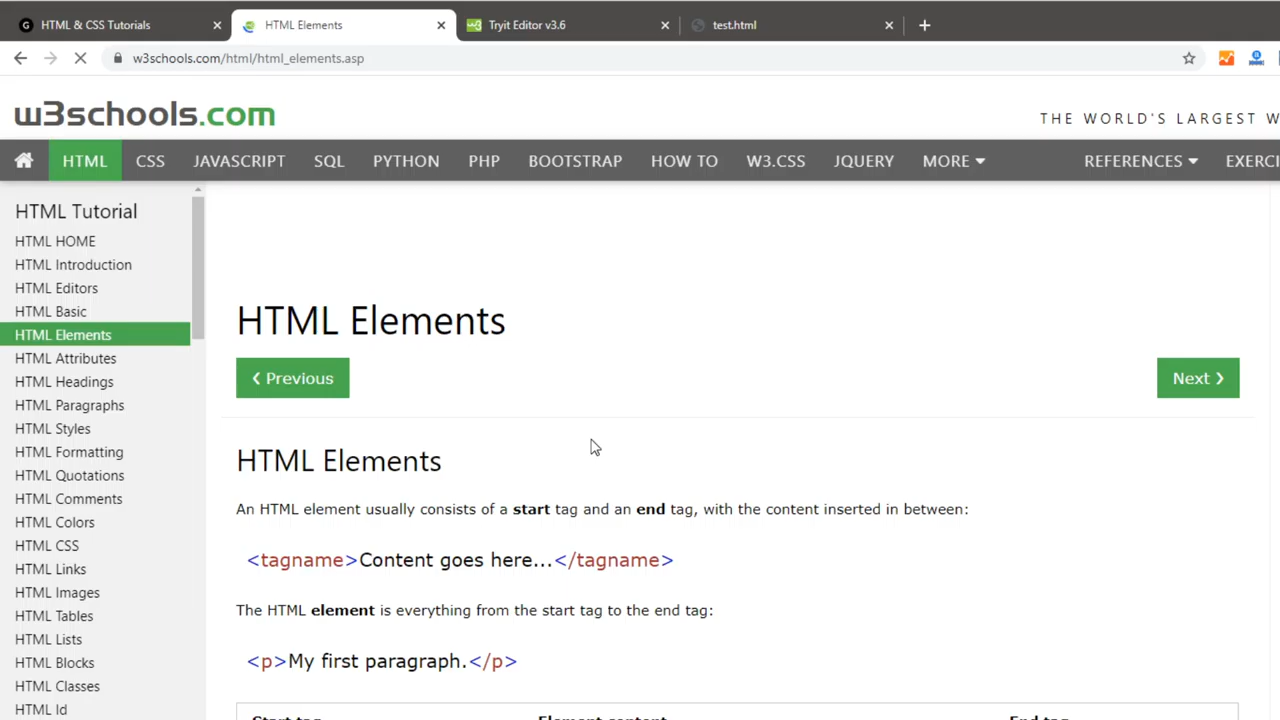 HTML & CSS Tutorials
HTML Elements
Tryit Editor v3.6
test.html
w3schools.com/html/html_elements.asp
w3schools.com
THE WORLD'S LARGEST W
HTML CSS JAVASCRIPT SQL PYTHON PHP BOOTSTRAP HOW TO W3.CSS JQUERY MORE REFERENCES EXERCI
HTML Tutorial
HTML HOME
HTML Introduction
HTML Editors
HTML Basic
HTML Elements
HTML Attributes
HTML Headings
HTML Paragraphs
HTML Styles
HTML Formatting
HTML Quotations
HTML Comments
HTML Colors
HTML CSS
HTML Links
HTML Images
HTML Tables
HTML Lists
HTML Blocks
HTML Classes
HTML Id
HTML Elements
❮ Previous
Next ❯
HTML Elements
An HTML element usually consists of a start tag and an end tag, with the content inserted in between:
<tagname>Content goes here...</tagname>
The HTML element is everything from the start tag to the end tag:
<p>My first paragraph.</p>
Start tag Element content End tag